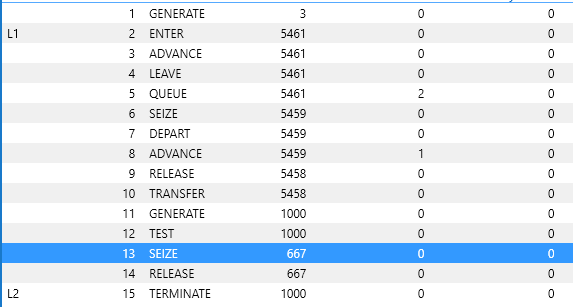 1 GENERATE 3 0 0
L1 2 ENTER 5461 0 0
3 ADVANCE 5461 0 0
4 LEAVE 5461 0 0
5 QUEUE 5461 2 0
6 SEIZE 5459 0 0
7 DEPART 5459 0 0
8 ADVANCE 5459 1 0
9 RELEASE 5458 0 0
10 TRANSFER 5458 0 0
11 GENERATE 1000 0 0
12 TEST 1000 0 0
13 SEIZE 667 0 0
14 RELEASE 667 0 0
L2 15 TERMINATE 1000 0 0